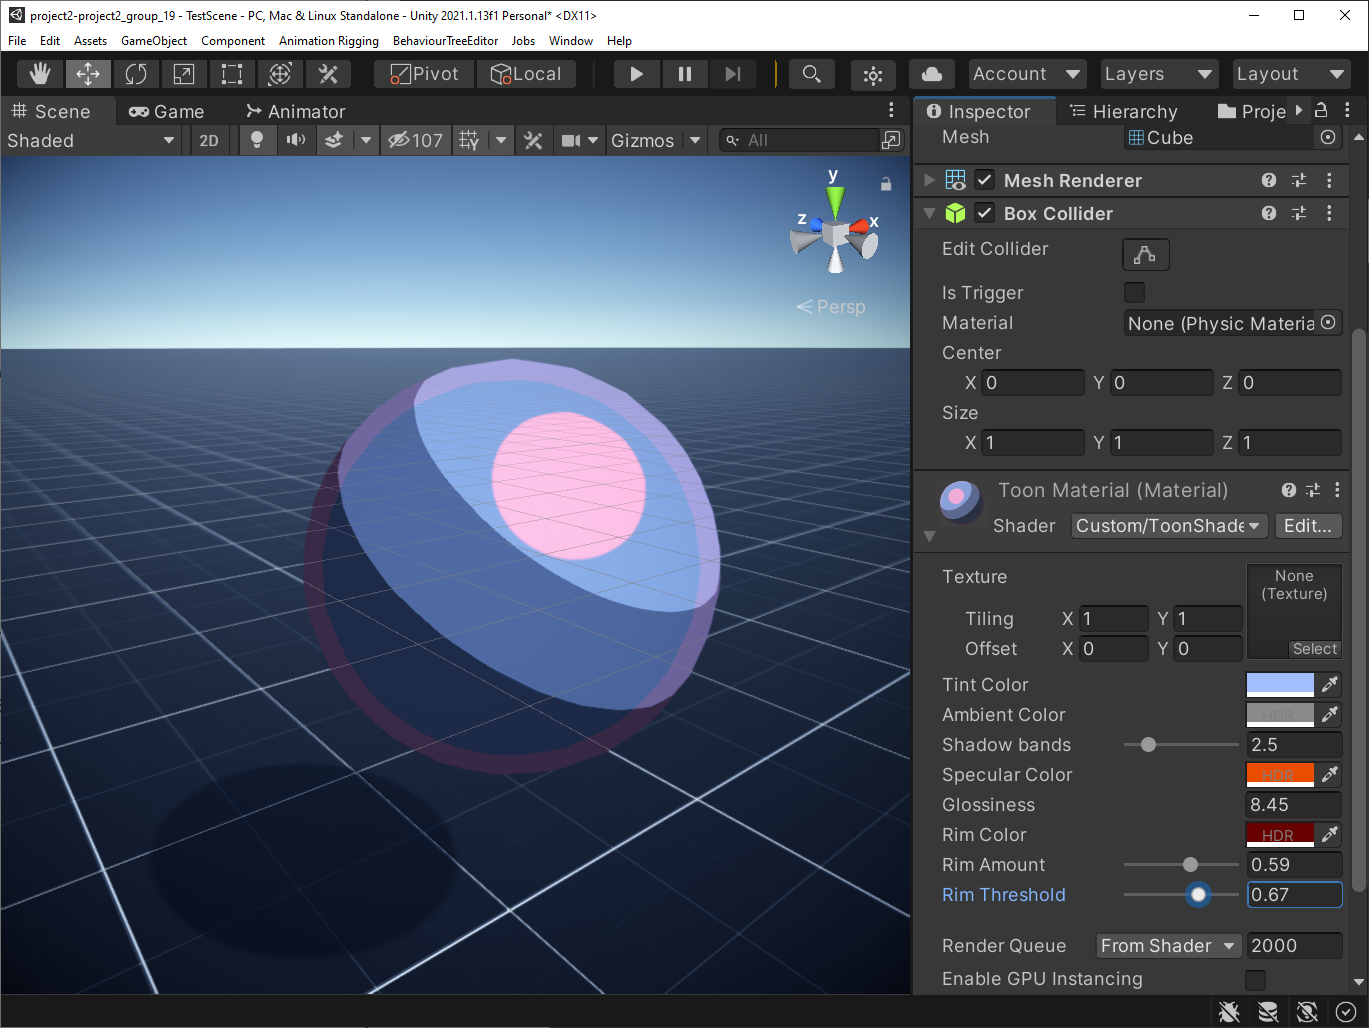 project2-project2_group_19 - TestScene - PC, Mac & Linux Standalone - Unity 2021.1.13f1 Personal* <DX11>
File Edit Assets GameObject Component Animation Rigging BehaviourTreeEditor Jobs Window Help
Pivot Local Account Layers Layout
Scene Game Animator
Shaded 2D 107 Gizmos All
y
z x
Persp
Inspector Hierarchy Proje
Mesh Cube
Mesh Renderer
Box Collider
Edit Collider
Is Trigger
Material None (Physic Materia
Center
X 0 Y 0 Z 0
Size
X 1 Y 1 Z 1
Toon Material (Material)
Shader Custom/ToonShade Edit...
Texture None
(Texture)
Tiling X 1 Y 1
Offset X 0 Y 0 Select
Tint Color
Ambient Color HDR
Shadow bands 2.5
Specular Color HDR
Glossiness 8.45
Rim Color HDR
Rim Amount 0.59
Rim Threshold 0.67
Render Queue From Shader 2000
Enable GPU Instancing